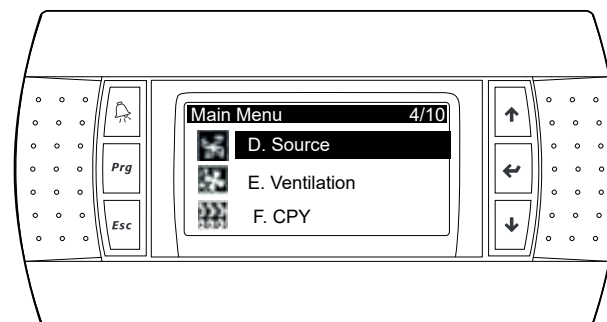 Main Menu 4/10
D. Source
E. Ventilation
F. CPY
Prg
Esc